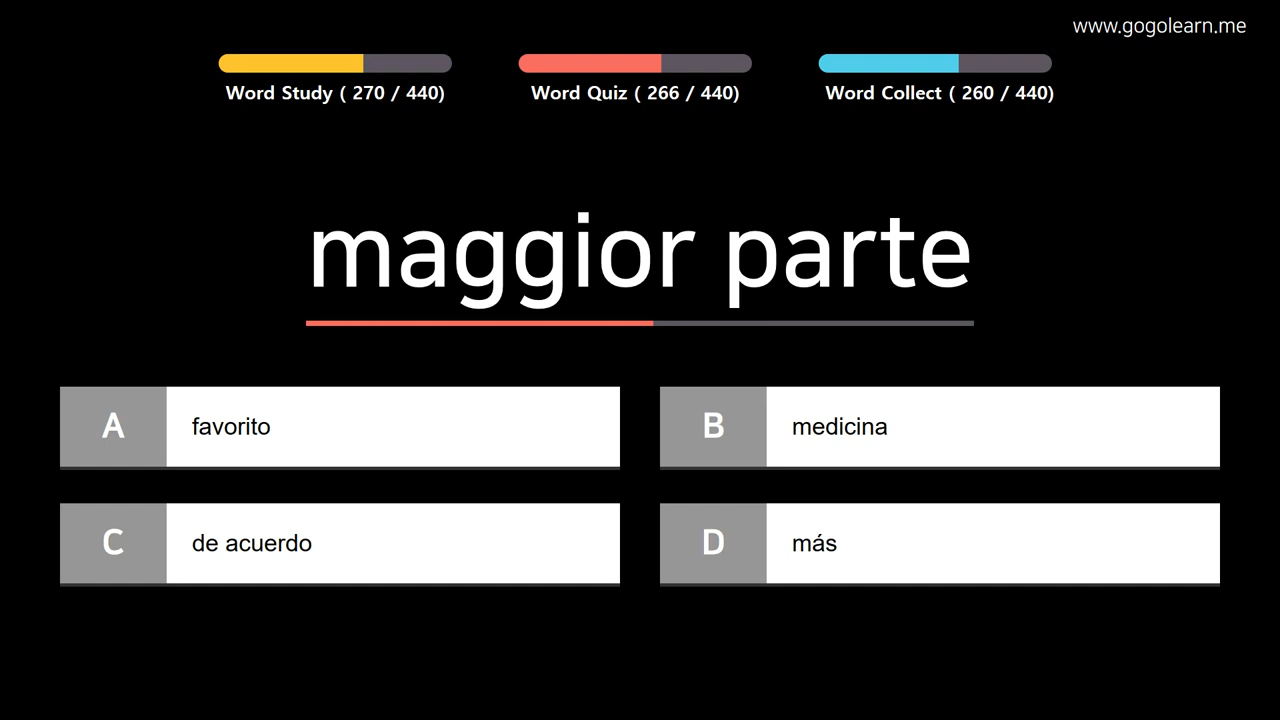 www.gogolearn.me
Word Study ( 270 / 440)
Word Quiz ( 266 / 440)
Word Collect ( 260 / 440)
maggior parte
A favorito
B medicina
C de acuerdo
D más